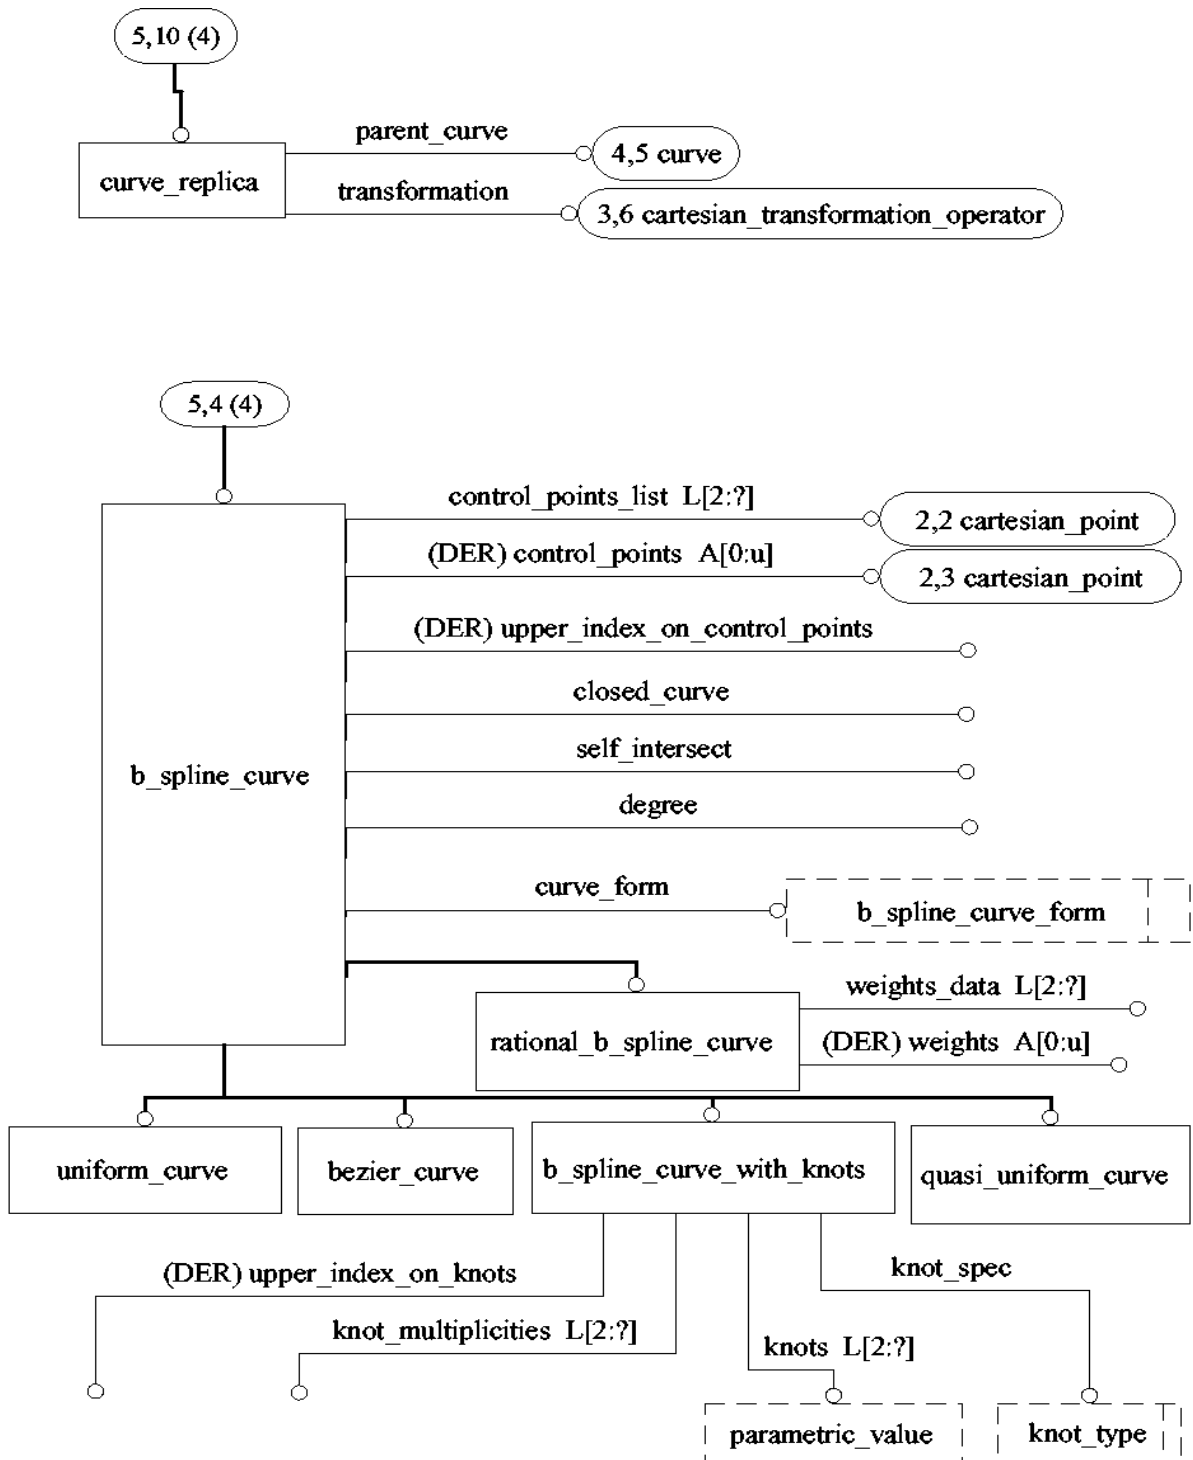 5,10 (4)
parent_curve
4,5 curve
curve_replica
transformation
3,6 cartesian_transformation_operator
5,4 (4)
control_points_list L[2:?]
2,2 cartesian_point
(DER) control_points A[0:u]
2,3 cartesian_point
(DER) upper_index_on_control_points
closed_curve
self_intersect
b_spline_curve
degree
curve_form
b_spline_curve_form
weights_data L[2:?]
rational_b_spline_curve
(DER) weights A[0:u]
uniform_curve
bezier_curve
b_spline_curve_with_knots
quasi_uniform_curve
(DER) upper_index_on_knots
knot_spec
knot_multiplicities L[2:?]
knots L[2:?]
parametric_value
knot_type